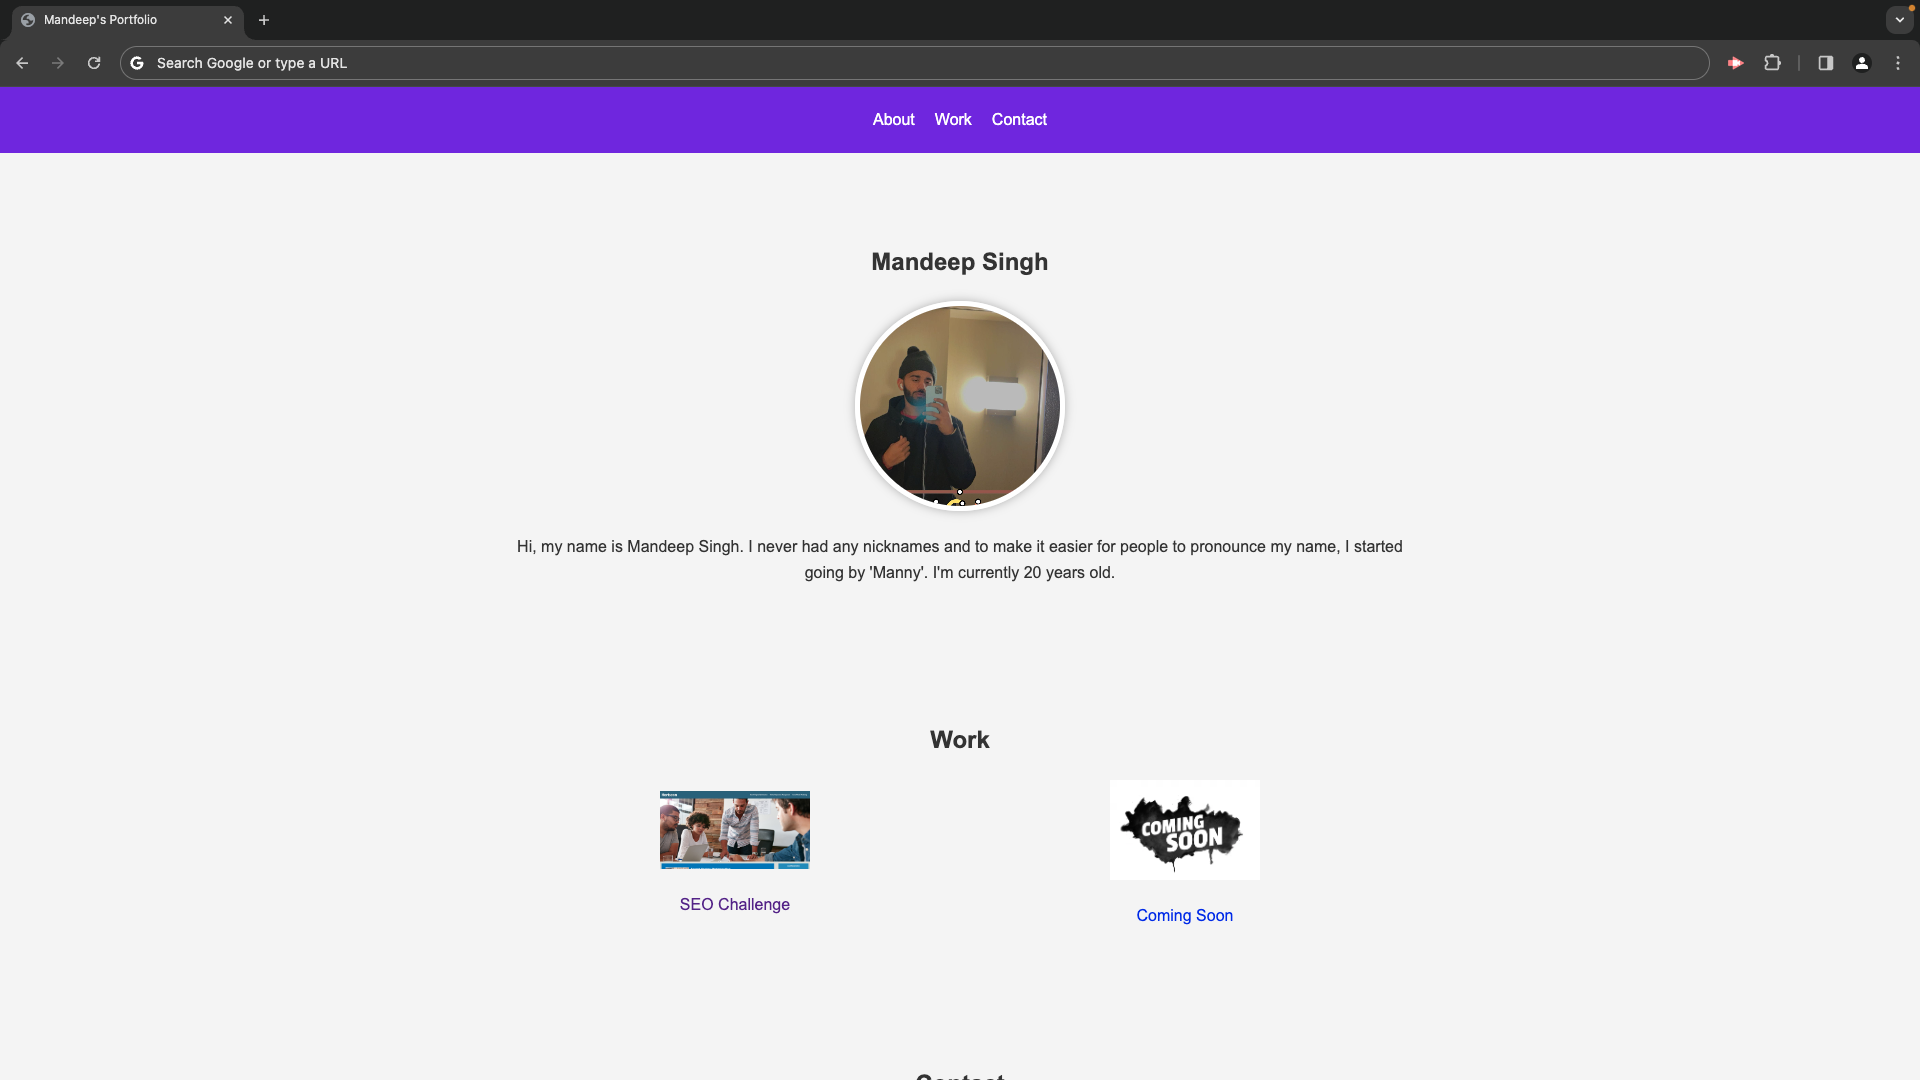 Mandeep's Portfolio
Search Google or type a URL
About Work Contact
Mandeep Singh
Hi, my name is Mandeep Singh. I never had any nicknames and to make it easier for people to pronounce my name, I started
going by 'Manny'. I'm currently 20 years old.
Work
COMING
SOON
SEO Challenge
Coming Soon
Contact